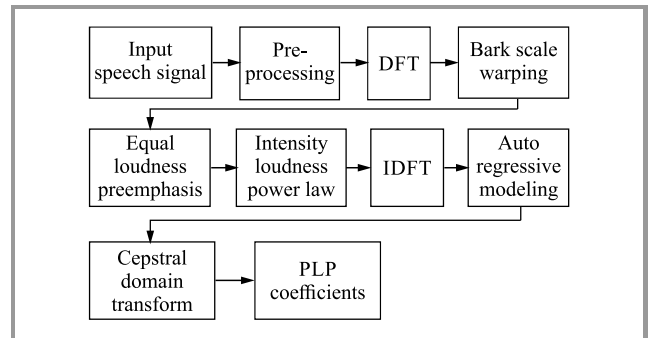 Input
speech signal
Pre-
processing
DFT
Bark scale
warping
Equal
loudness
preemphasis
Intensity
loudness
power law
IDFT
Auto
regressive
modeling
Cepstral
domain
transform
PLP
coefficients